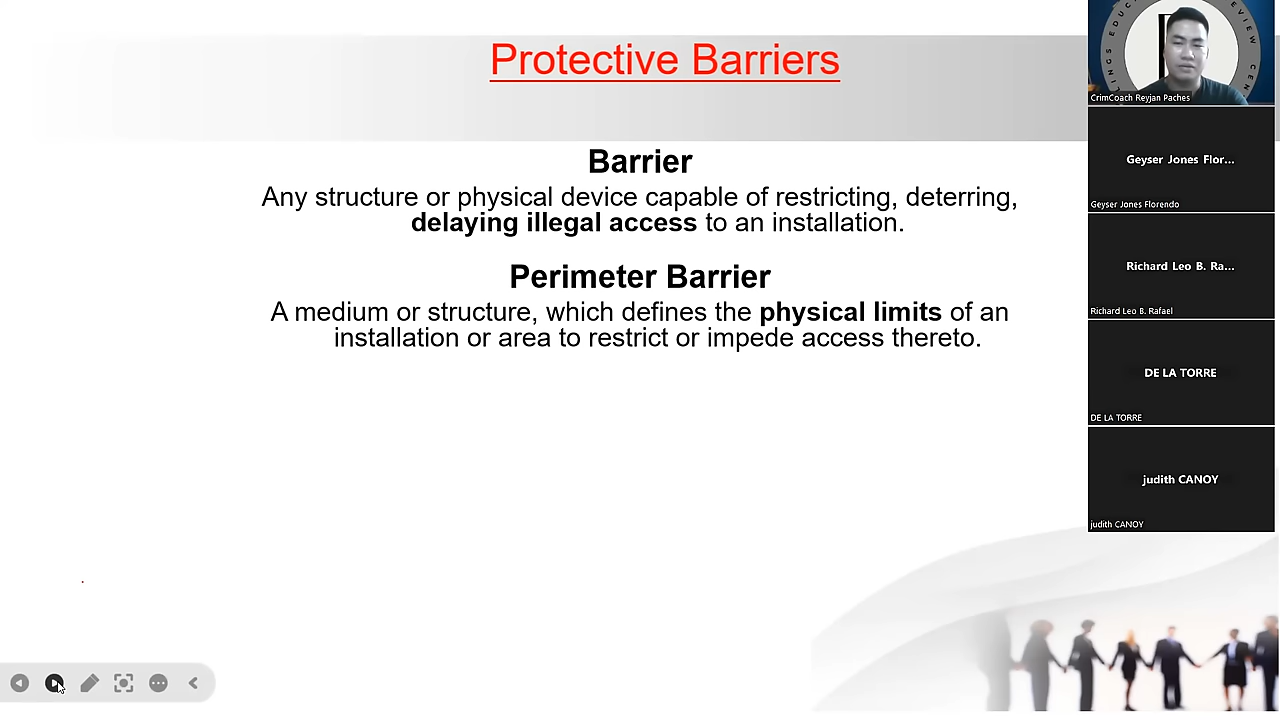 Protective Barriers
Barrier
Any structure or physical device capable of restricting, deterring,
delaying illegal access to an installation.
Perimeter Barrier
A medium or structure, which defines the physical limits of an
installation or area to restrict or impede access thereto.
CrimCoach Reyjan Paches
Geyser Jones Flor...
Geyser Jones Florendo
Richard Leo B. Ra...
Richard Leo B. Rafael
DE LA TORRE
DE LA TORRE
judith CANOY
judith CANOY